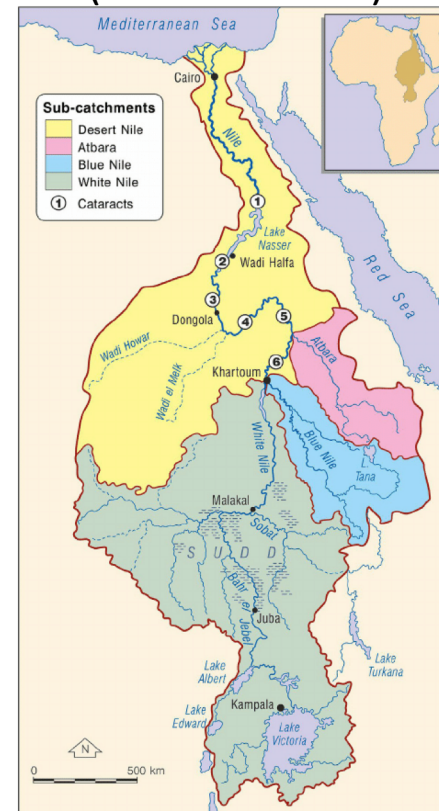 Mediterranean Sea
Cairo
Sub-catchments
Desert Nile
Atbara
Blue Nile
White Nile
1 Cataracts
Nile
1
Lake
Nasser
2
Wadi Halfa
Red Sea
3
Dongola
4
5
Wadi Howar
Wadi el Melk
6
Atbara
Khartoum
White Nile
Blue Nile
Tana
Malakal
Sobat
SUDD
Bahr el Jebel
Juba
Lake
Turkana
Lake
Albert
Lake
Edward
Kampala
Lake
Victoria
N
0 500 km